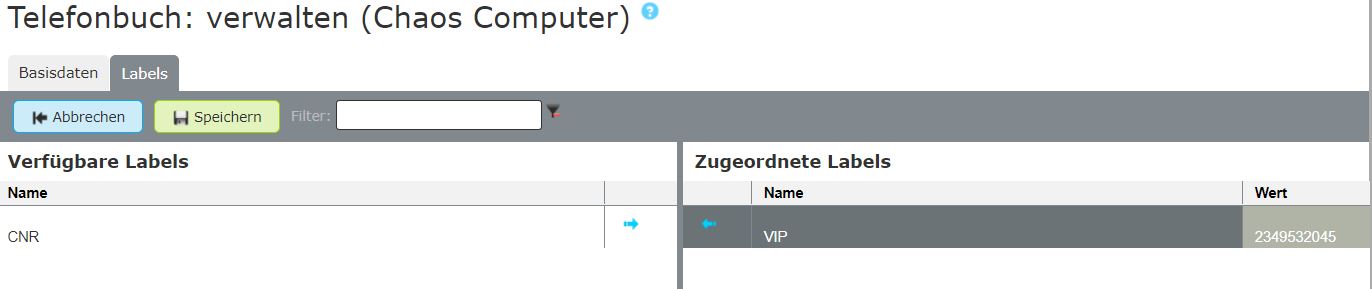 Telefonbuch: verwalten (Chaos Computer) ?
Basisdaten Labels
Abbrechen Speichern Filter:
Verfügbare Labels Zugeordnete Labels
Name Name Wert
CNR VIP 2349532045